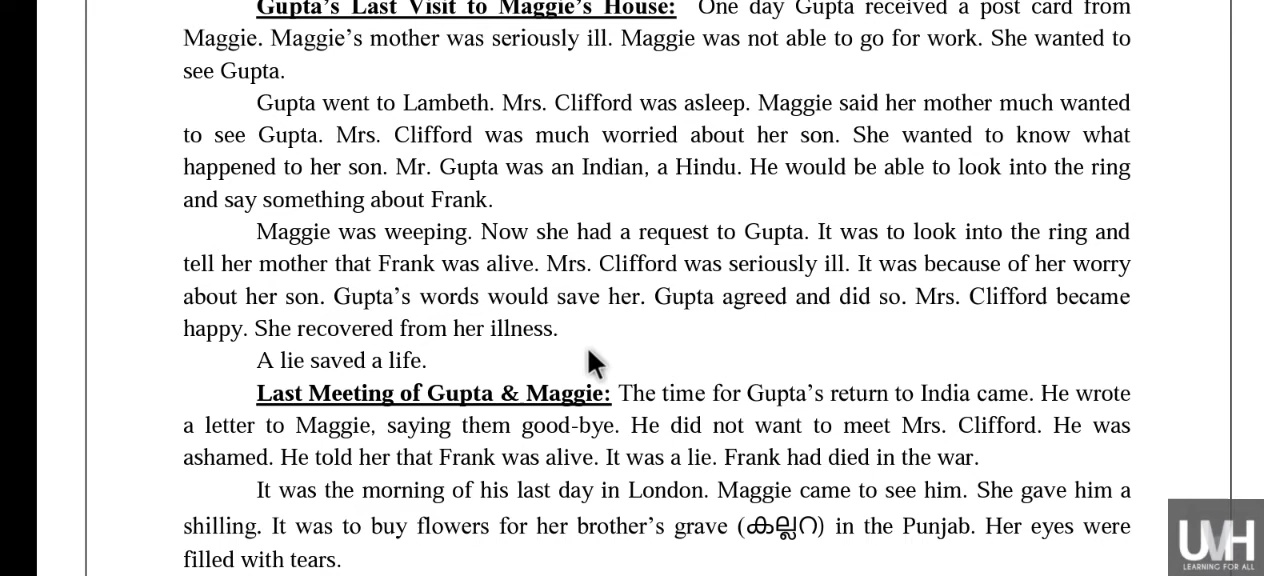 Gupta’s Last Visit to Maggie’s House: One day Gupta received a post card from
Maggie. Maggie’s mother was seriously ill. Maggie was not able to go for work. She wanted to
see Gupta.
Gupta went to Lambeth. Mrs. Clifford was asleep. Maggie said her mother much wanted
to see Gupta. Mrs. Clifford was much worried about her son. She wanted to know what
happened to her son. Mr. Gupta was an Indian, a Hindu. He would be able to look into the ring
and say something about Frank.
Maggie was weeping. Now she had a request to Gupta. It was to look into the ring and
tell her mother that Frank was alive. Mrs. Clifford was seriously ill. It was because of her worry
about her son. Gupta’s words would save her. Gupta agreed and did so. Mrs. Clifford became
happy. She recovered from her illness.
A lie saved a life.
Last Meeting of Gupta & Maggie: The time for Gupta’s return to India came. He wrote
a letter to Maggie, saying them good-bye. He did not want to meet Mrs. Clifford. He was
ashamed. He told her that Frank was alive. It was a lie. Frank had died in the war.
It was the morning of his last day in London. Maggie came to see him. She gave him a
shilling. It was to buy flowers for her brother’s grave (കല്ലറ) in the Punjab. Her eyes were
filled with tears.
UVH
LEARNING FOR ALL